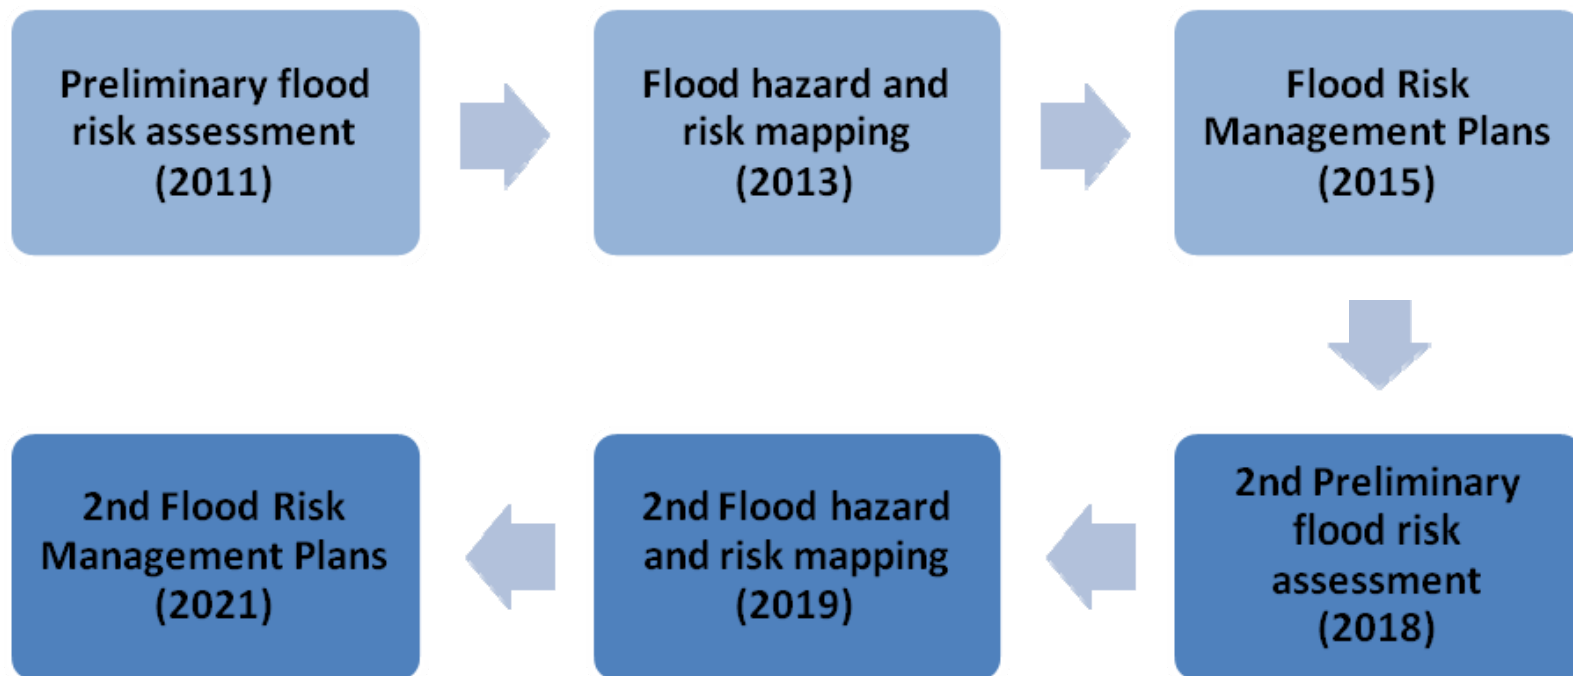 Preliminary flood
risk assessment
(2011)
Flood hazard and
risk mapping
(2013)
Flood Risk
Management Plans
(2015)
2nd Preliminary
flood risk
assessment
(2018)
2nd Flood hazard
and risk mapping
(2019)
2nd Flood Risk
Management Plans
(2021)